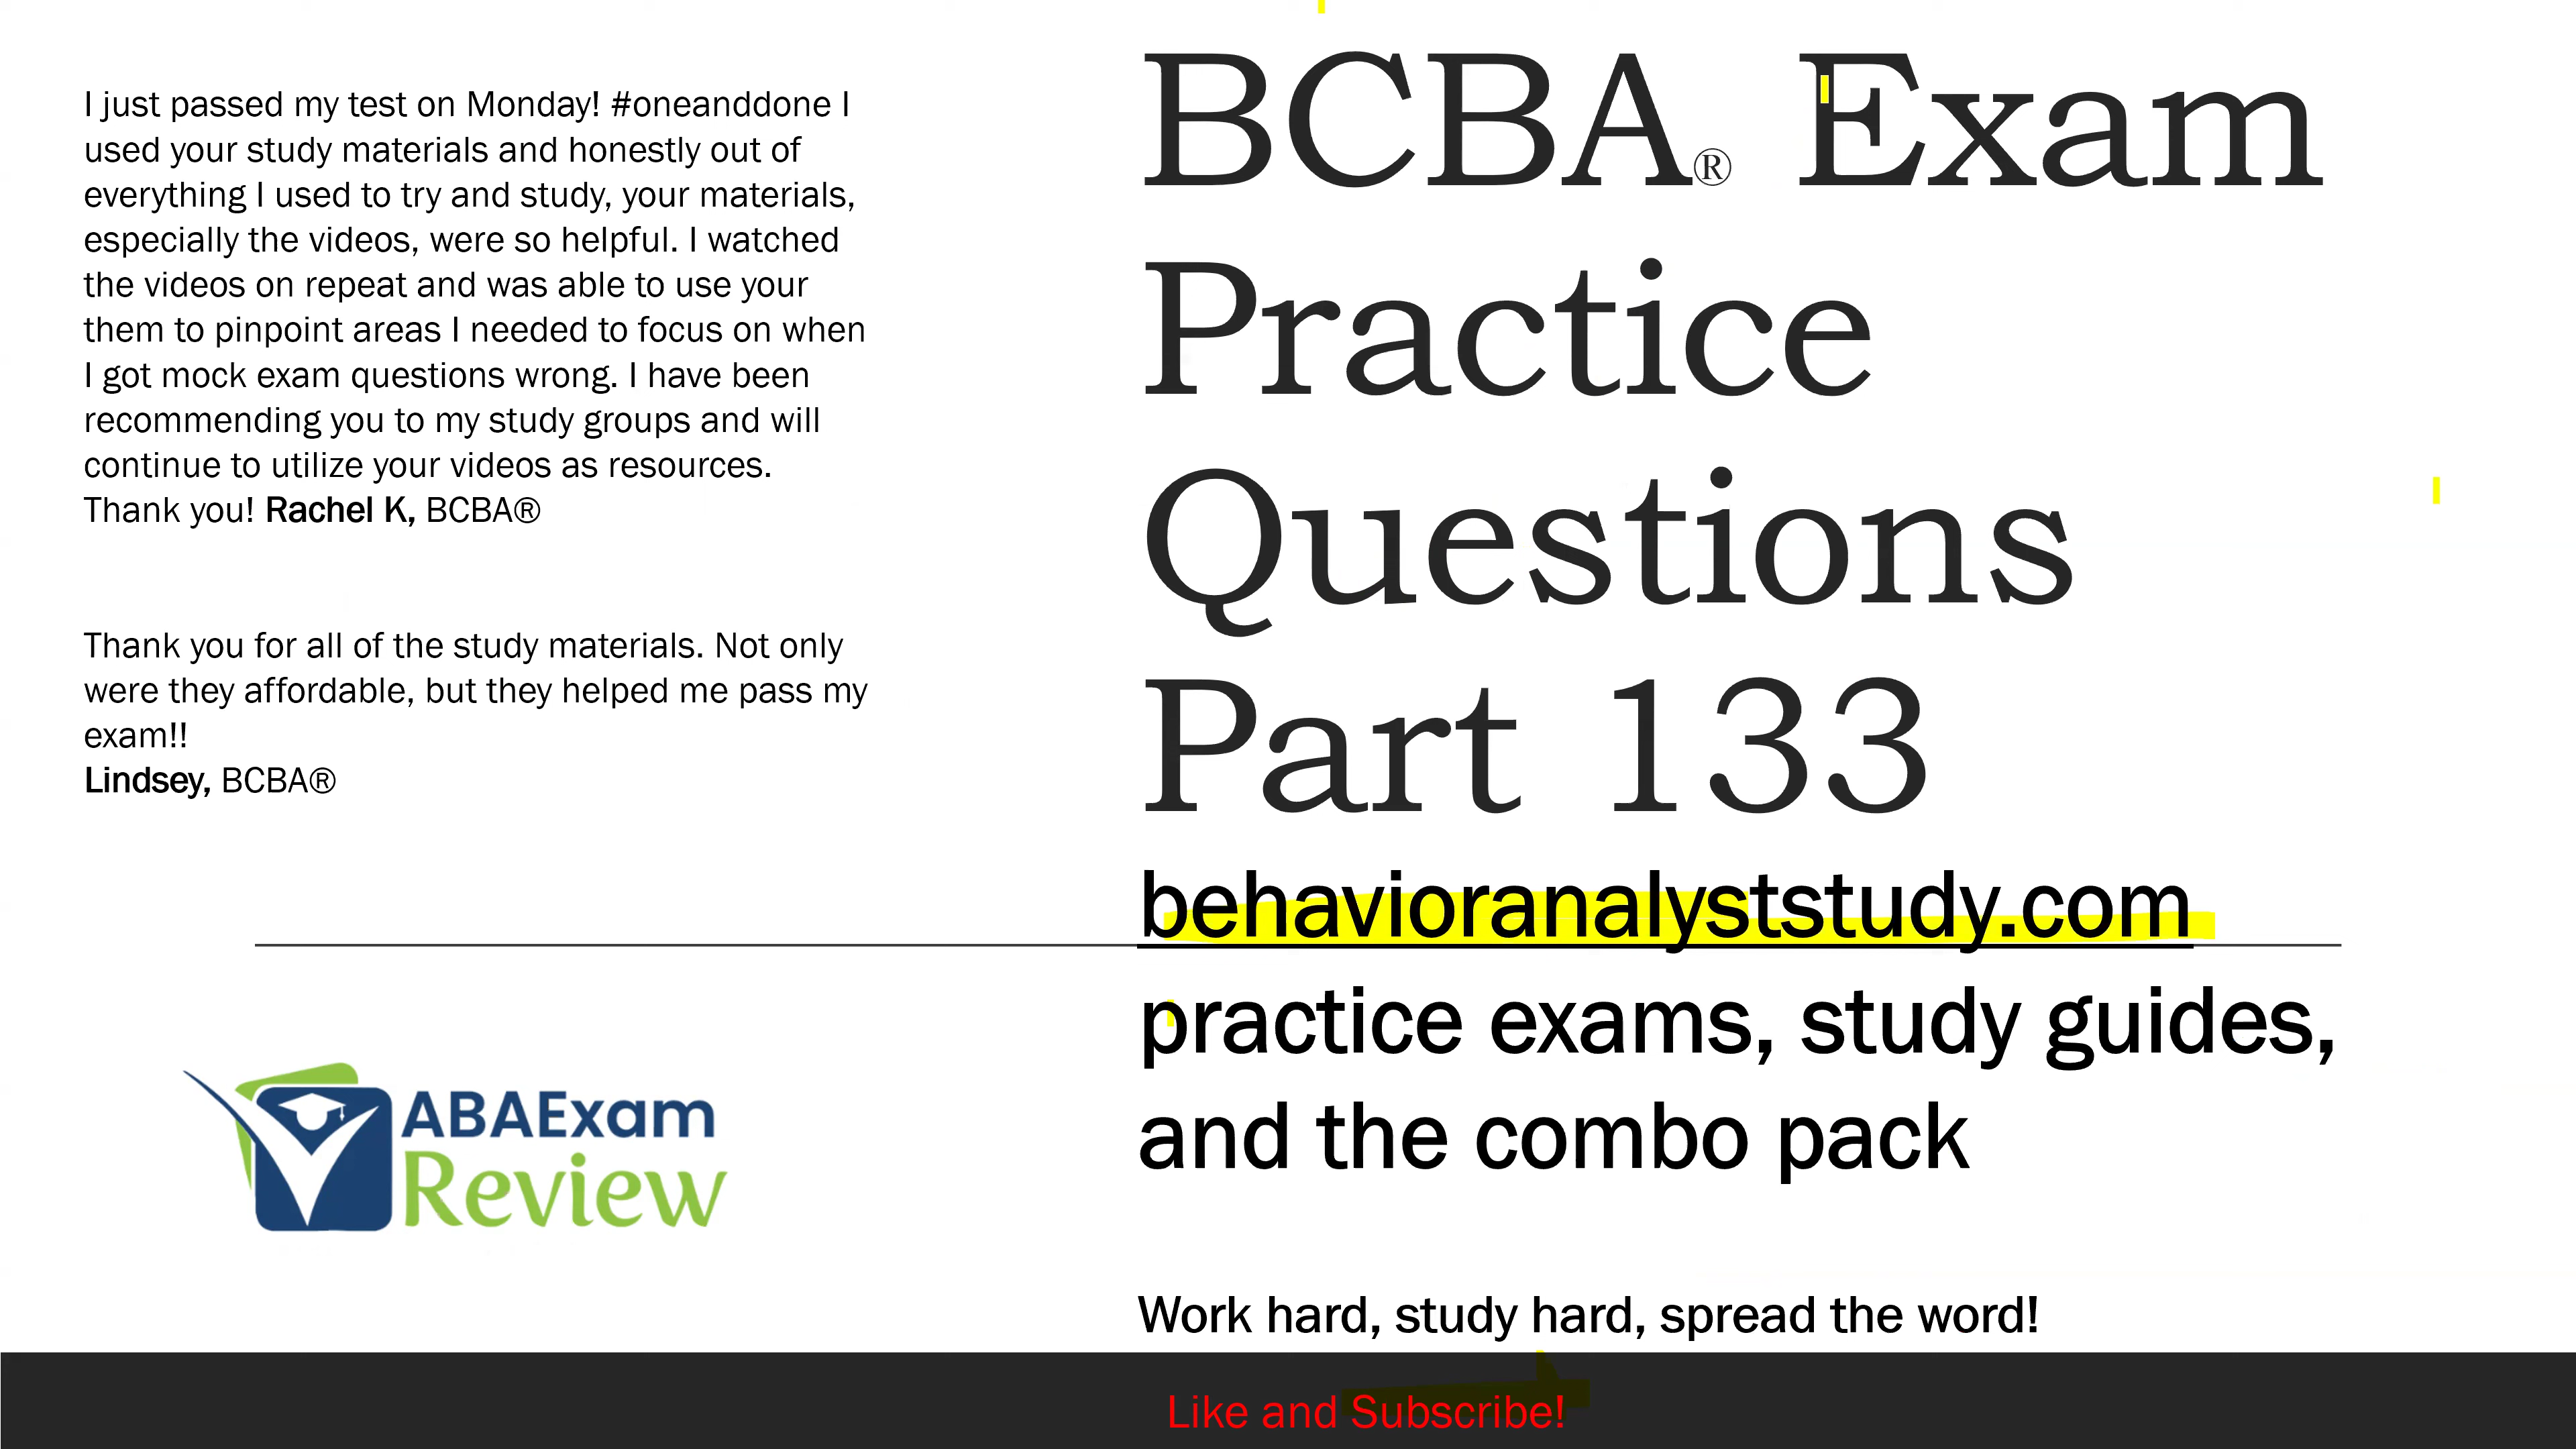 I just passed my test on Monday! #oneanddone I
used your study materials and honestly out of
everything I used to try and study, your materials,
especially the videos, were so helpful. I watched
the videos on repeat and was able to use your
them to pinpoint areas I needed to focus on when
I got mock exam questions wrong. I have been
recommending you to my study groups and will
continue to utilize your videos as resources.
Thank you! Rachel K, BCBA®
Thank you for all of the study materials. Not only
were they affordable, but they helped me pass my
exam!!
Lindsey, BCBA®
ABAExam
Review
BCBA® Exam
Practice
Questions
Part 133
behavioranalyststudy.com
practice exams, study guides,
and the combo pack
Work hard, study hard, spread the word!
Like and Subscribe!